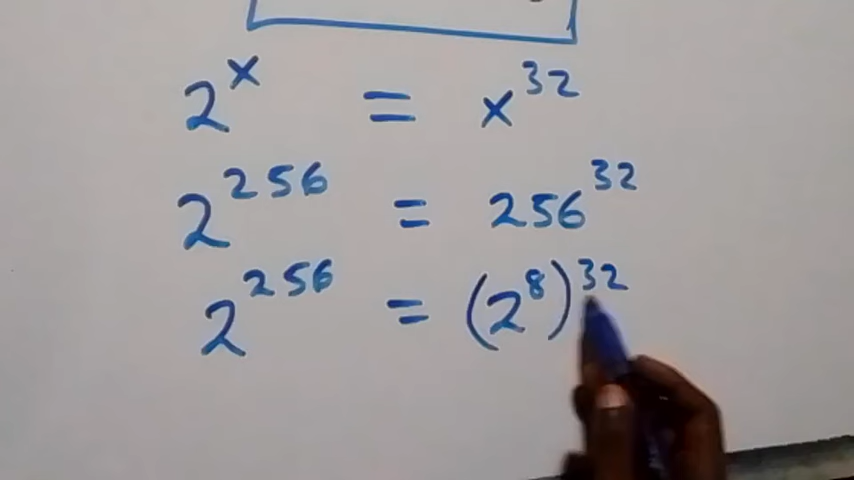 2^x = x^32
2^256 = 256^32
2^256 = (2^8)^32